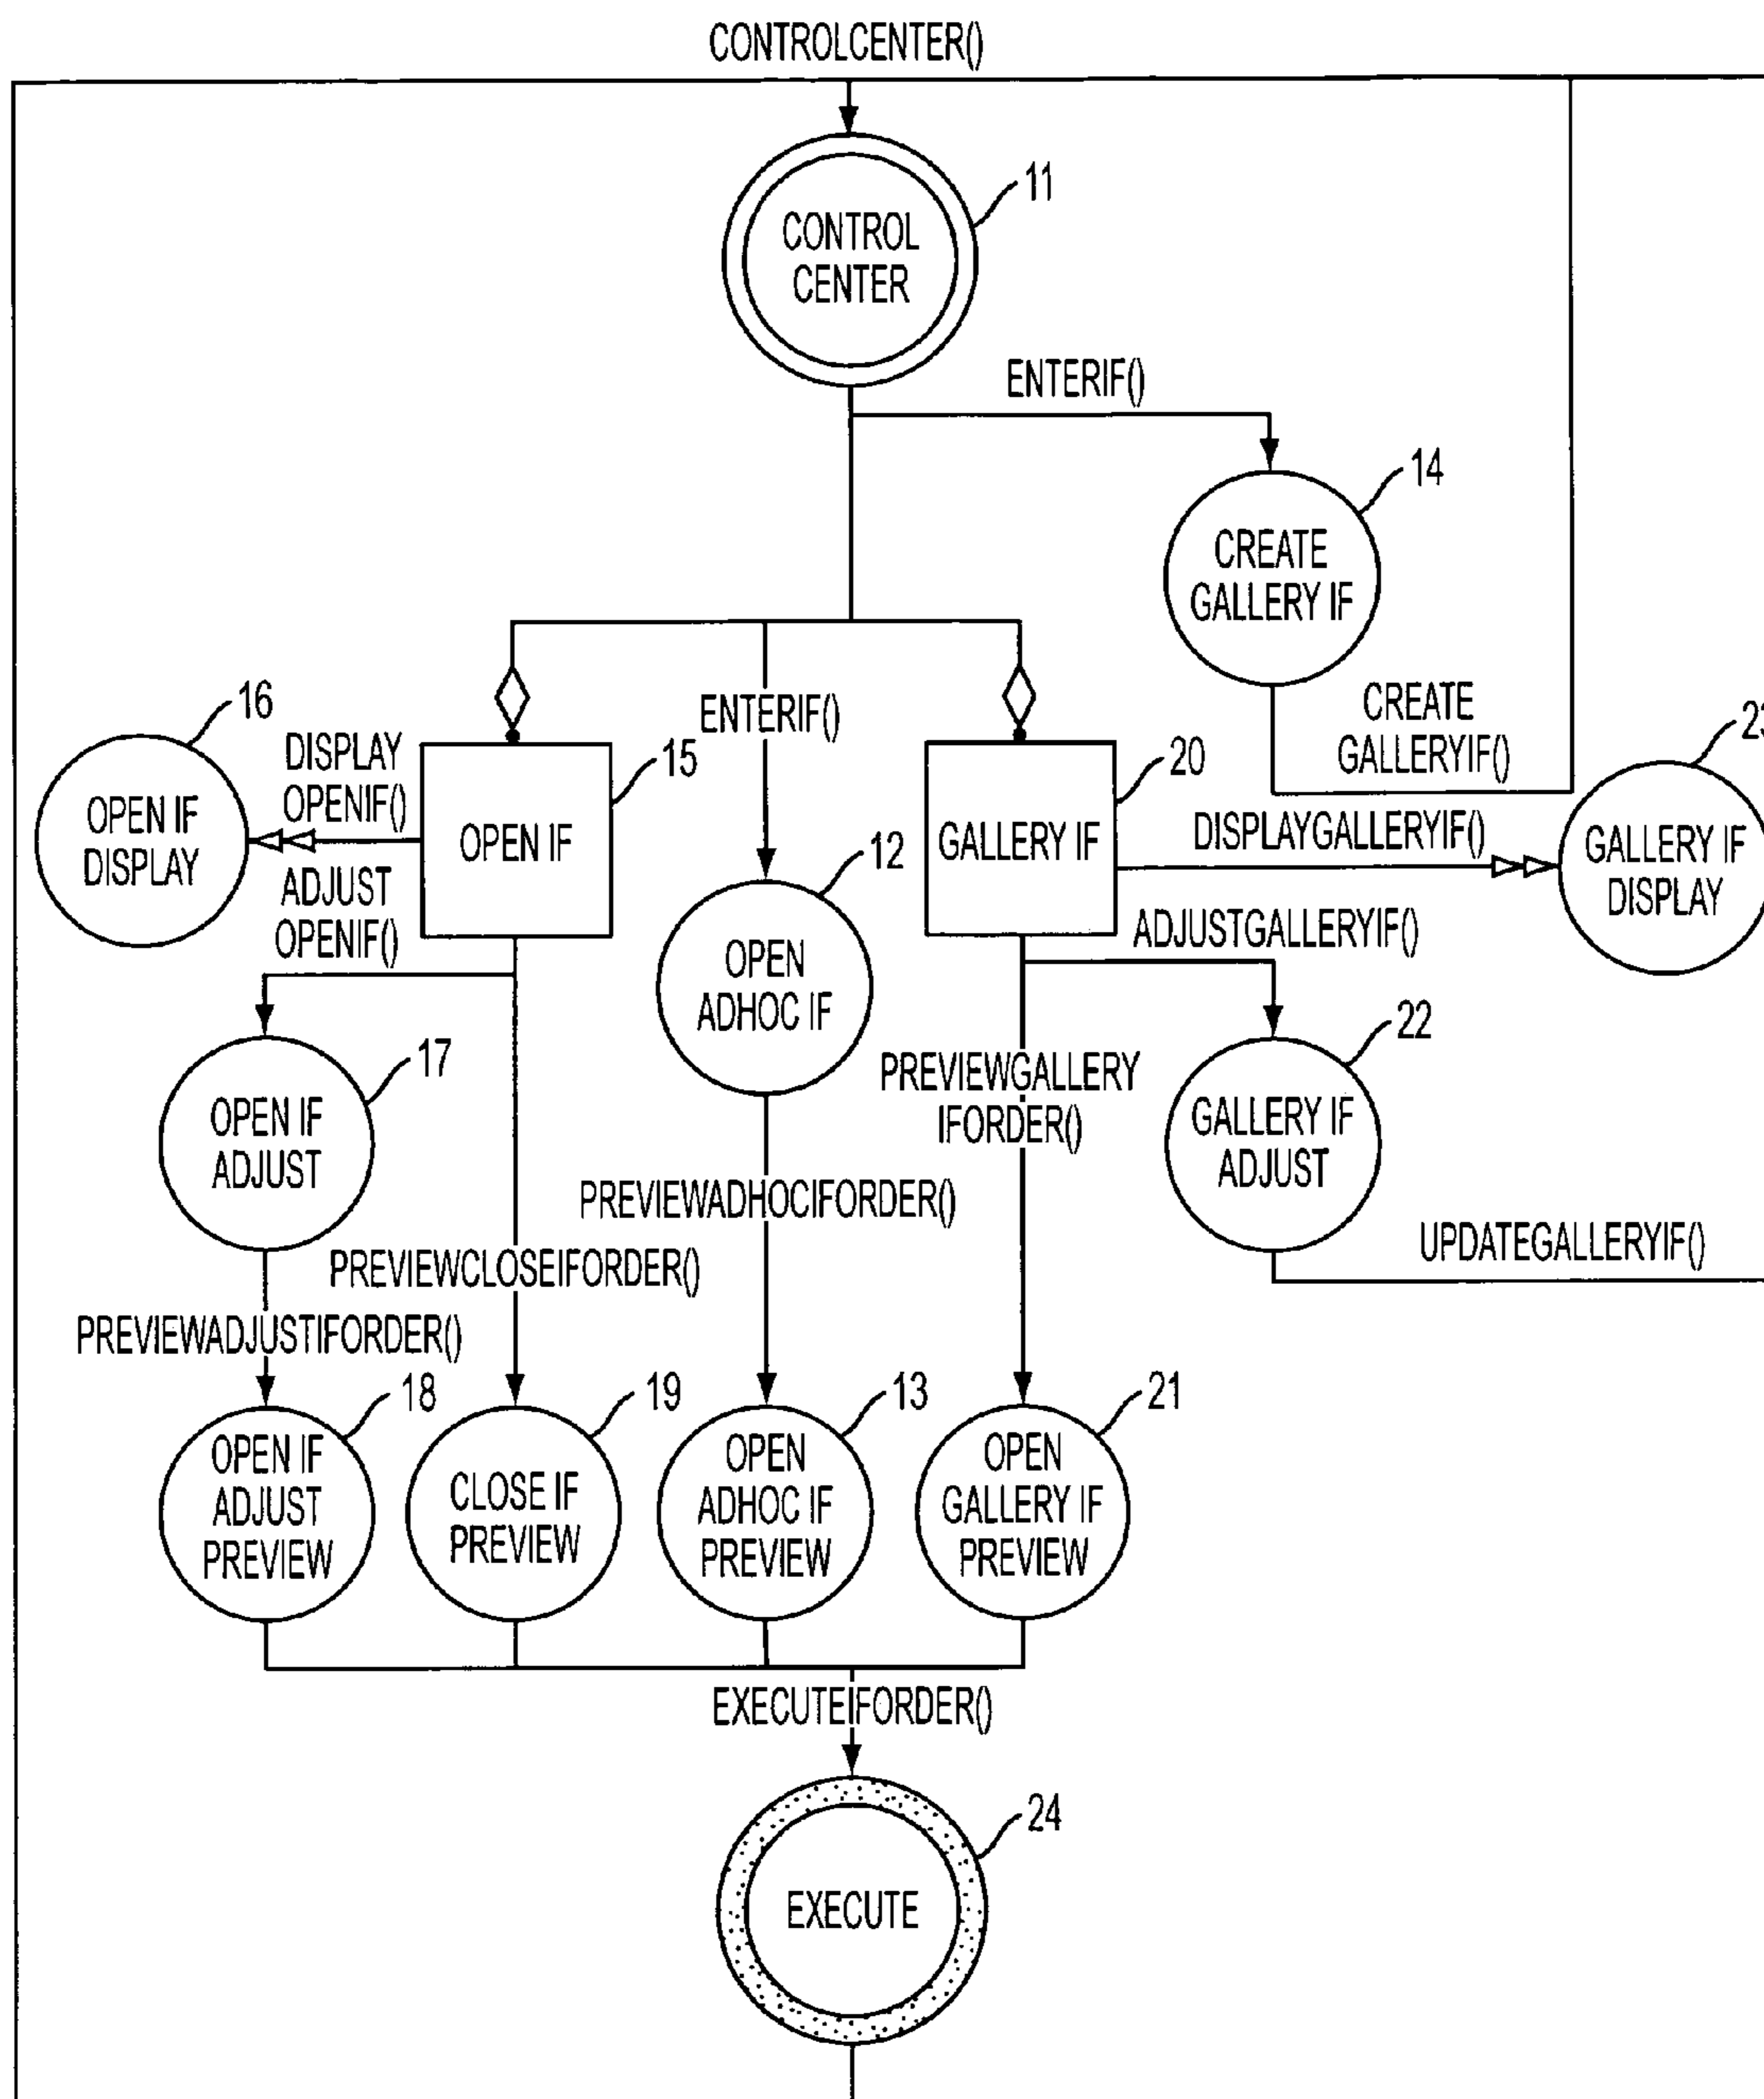 CONTROLCENTER()
11
CONTROL
CENTER
ENTERIF()
14
CREATE
GALLERY IF
CREATE
GALLERYIF()
16
DISPLAY
OPENIF()
15
ENTERIF()
20
23
OPEN IF
DISPLAY
OPEN IF
12
GALLERY IF
DISPLAYGALLERYIF()
GALLERY IF
DISPLAY
ADJUST
OPENIF()
ADJUSTGALLERYIF()
OPEN
ADHOC IF
17
22
OPEN IF
ADJUST
PREVIEWGALLERY
IFORDER()
GALLERY IF
ADJUST
PREVIEWADHOCIFORDER()
UPDATEGALLERYIF()
PREVIEWCLOSEIFORDER()
PREVIEWADJUSTIFORDER()
18
19
13
21
OPEN IF
ADJUST
PREVIEW
CLOSE IF
PREVIEW
OPEN
ADHOC IF
PREVIEW
OPEN
GALLERY IF
PREVIEW
EXECUTEIFORDER()
24
EXECUTE